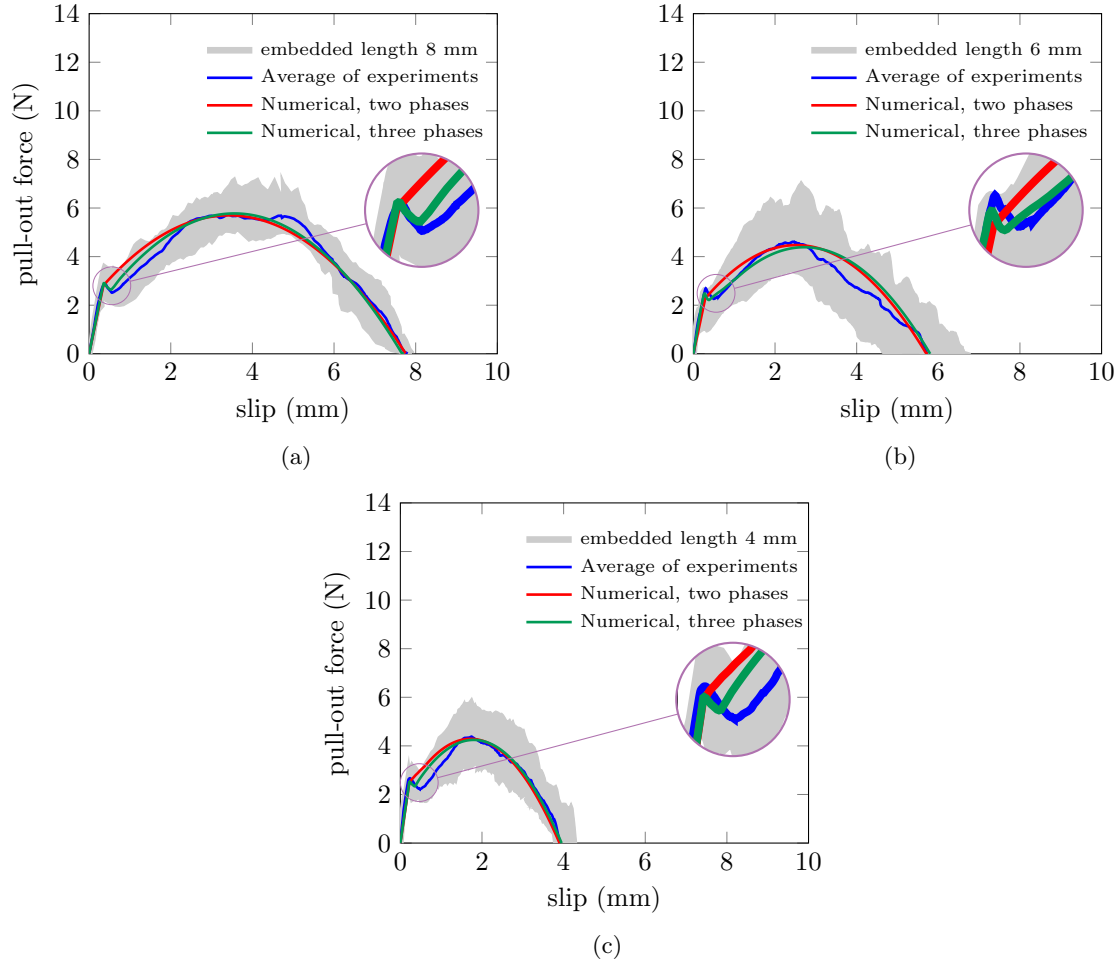 14
12
10
8
6
4
2
0
pull-out force (N)
embedded length 8 mm
Average of experiments
Numerical, two phases
Numerical, three phases
0 2 4 6 8 10
slip (mm)
(a)
14
12
10
8
6
4
2
0
embedded length 6 mm
Average of experiments
Numerical, two phases
Numerical, three phases
0 2 4 6 8 10
slip (mm)
(b)
14
12
10
8
6
4
2
0
pull-out force (N)
embedded length 4 mm
Average of experiments
Numerical, two phases
Numerical, three phases
0 2 4 6 8 10
slip (mm)
(c)